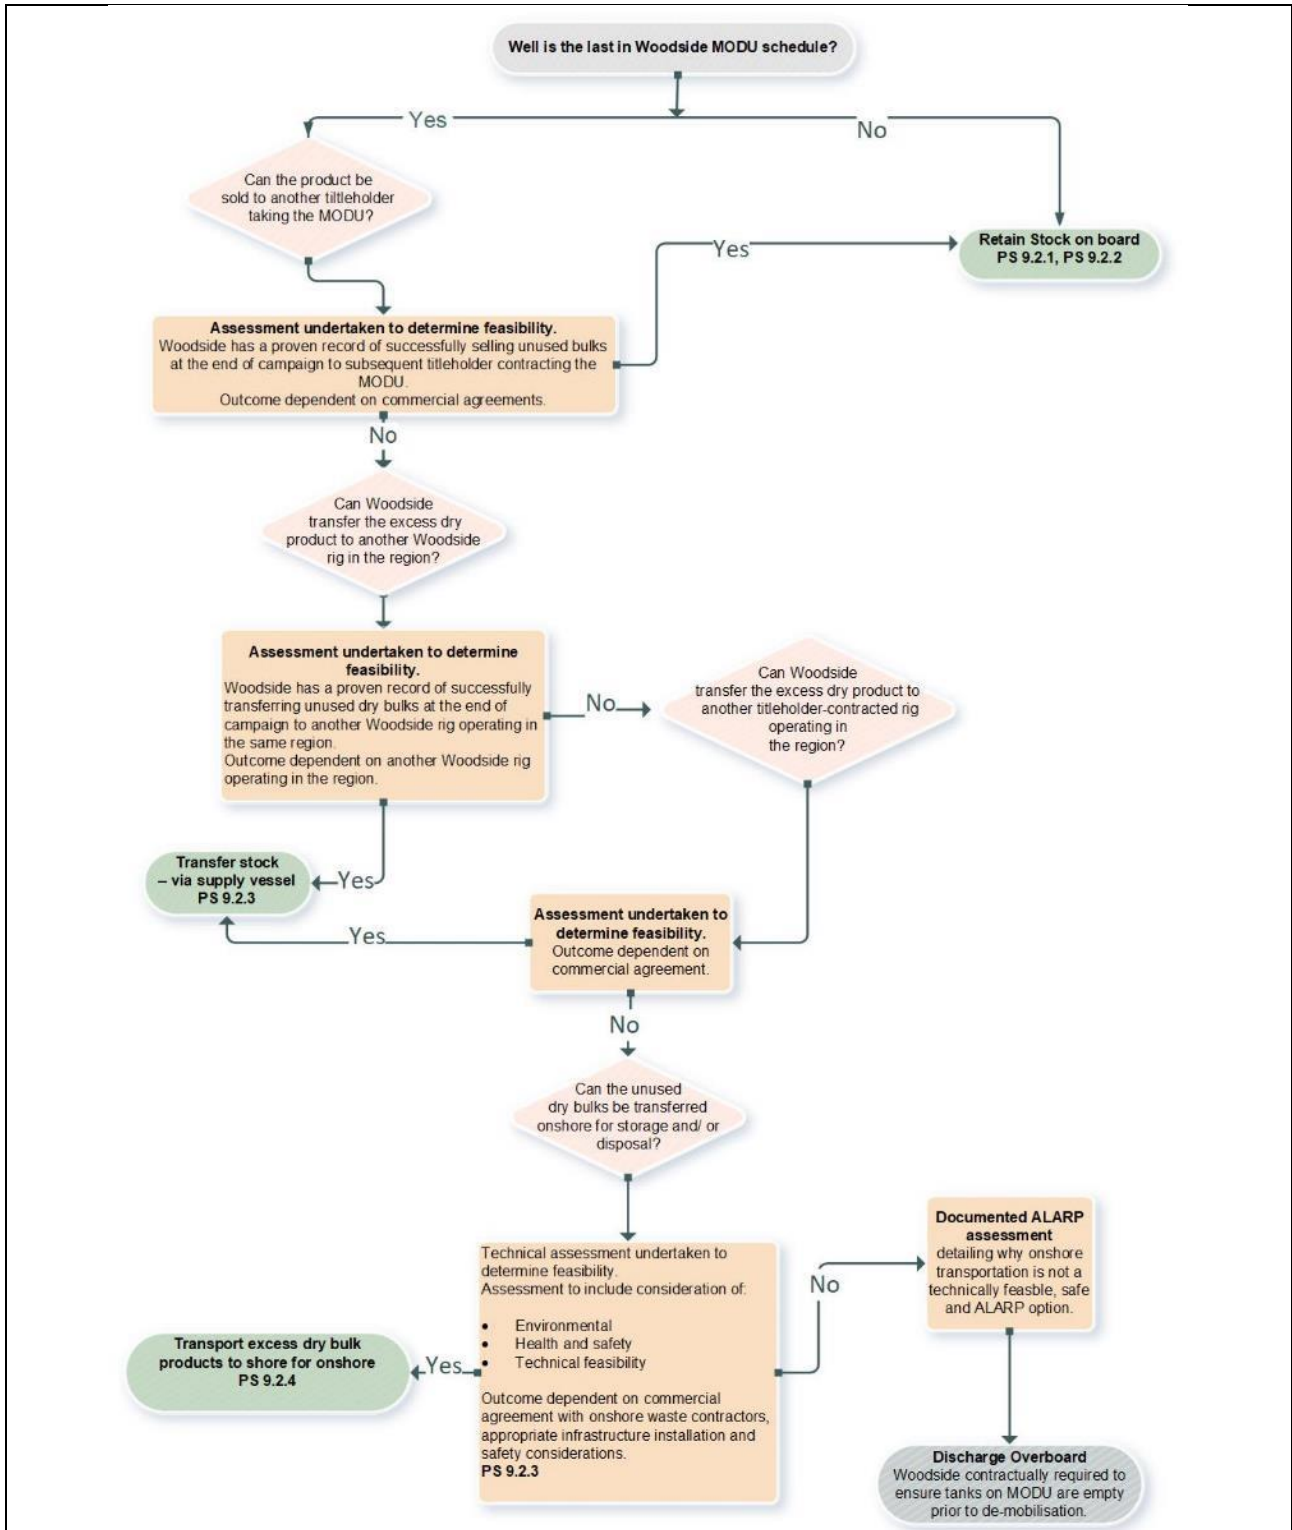 Well is the last in Woodside MODU schedule?
Yes
No
Can the product be
sold to another tiltleholder
taking the MODU?
Retain Stock on board
PS 9.2.1, PS 9.2.2
Yes
Assessment undertaken to determine feasibility.
Woodside has a proven record of successfully selling unused bulks
at the end of campaign to subsequent titleholder contracting the
MODU.
Outcome dependent on commercial agreements.
No
Can Woodside
transfer the excess dry
product to another Woodside
rig in the region?
Assessment undertaken to determine
feasibility.
Woodside has a proven record of successfully
transferring unused dry bulks at the end of
campaign to another Woodside rig operating in
the same region.
Outcome dependent on another Woodside rig
operating in the region.
No
Can Woodside
transfer the excess dry product to
another titleholder-contracted rig
operating in
the region?
Transfer stock
– via supply vessel
PS 9.2.3
Yes
Yes
Assessment undertaken to
determine feasibility.
Outcome dependent on
commercial agreement.
No
Can the unused
dry bulks be transferred
onshore for storage and/ or
disposal?
Technical assessment undertaken to
determine feasibility.
Assessment to include consideration of:
• Environmental
• Health and safety
• Technical feasibility
Outcome dependent on commercial
agreement with onshore waste contractors,
appropriate infrastructure installation and
safety considerations.
PS 9.2.3
Yes
Transport excess dry bulk
products to shore for onshore
PS 9.2.4
No
Documented ALARP
assessment
detailing why onshore
transportation is not a
technically feasble, safe
and ALARP option.
Discharge Overboard
Woodside contractually required to
ensure tanks on MODU are empty
prior to de-mobilisation.